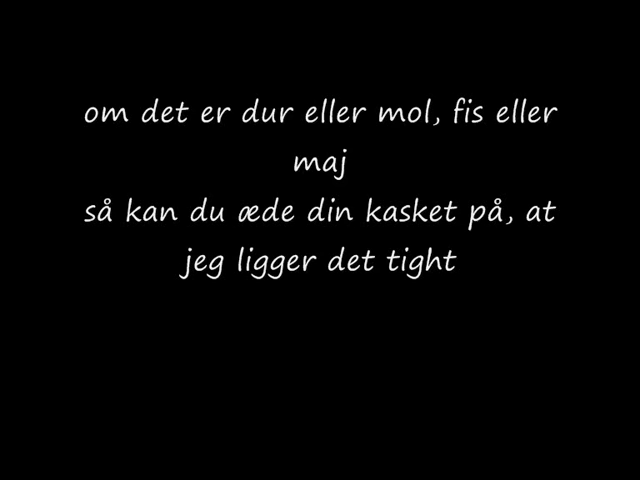 om det er dur eller mol, fis eller
maj
så kan du æde din kasket på, at
jeg ligger det tight